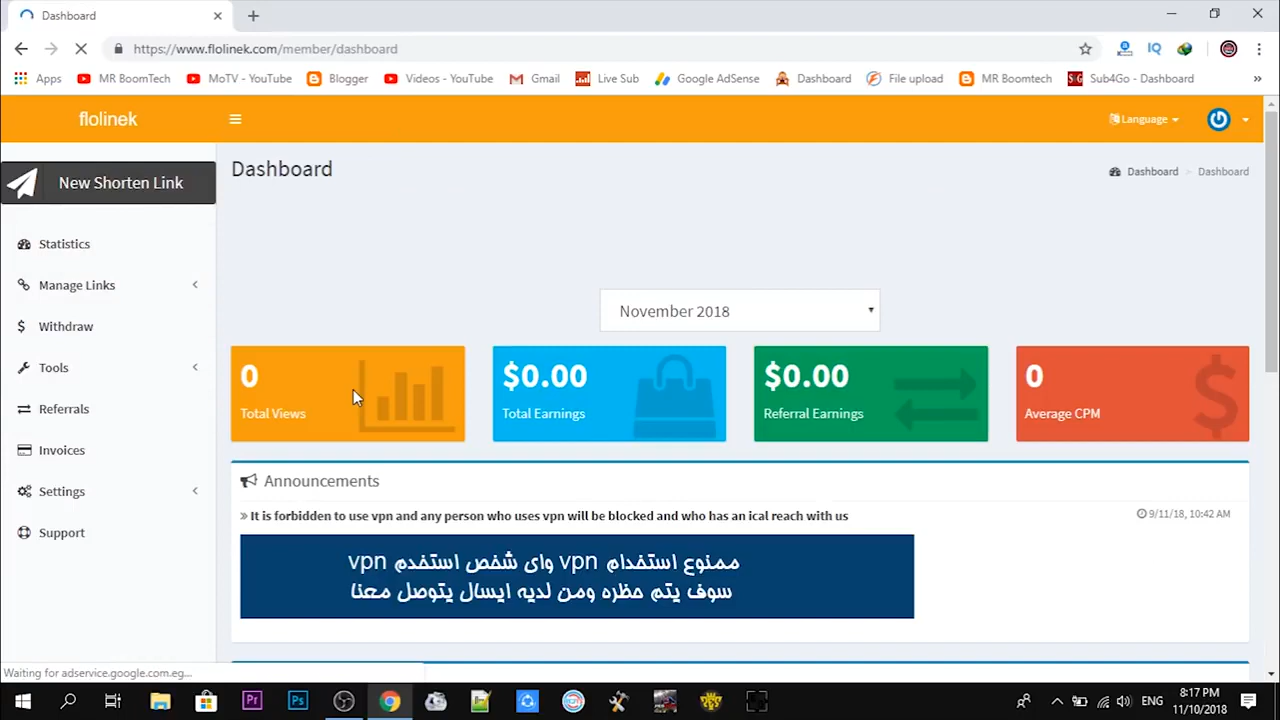 Dashboard
https://www.flolinek.com/member/dashboard
Apps
MR BoomTech
MoTV - YouTube
Blogger
Videos - YouTube
Gmail
Live Sub
Google AdSense
Dashboard
File upload
MR Boomtech
Sub4Go - Dashboard
flolinek
Language
New Shorten Link
Dashboard
Dashboard > Dashboard
Statistics
Manage Links
Withdraw
Tools
Referrals
Invoices
Settings
Support
November 2018
0
Total Views
$0.00
Total Earnings
$0.00
Referral Earnings
0
Average CPM
Announcements
» It is forbidden to use vpn and any person who uses vpn will be blocked and who has an ical reach with us
9/11/18, 10:42 AM
ممنوع استخدام vpn واى شخص استخدم vpn
سوف يتم حظره ومن لديه ايسال يتوصل معنا
Waiting for adservice.google.com.eg...
ENG
8:17 PM
11/10/2018